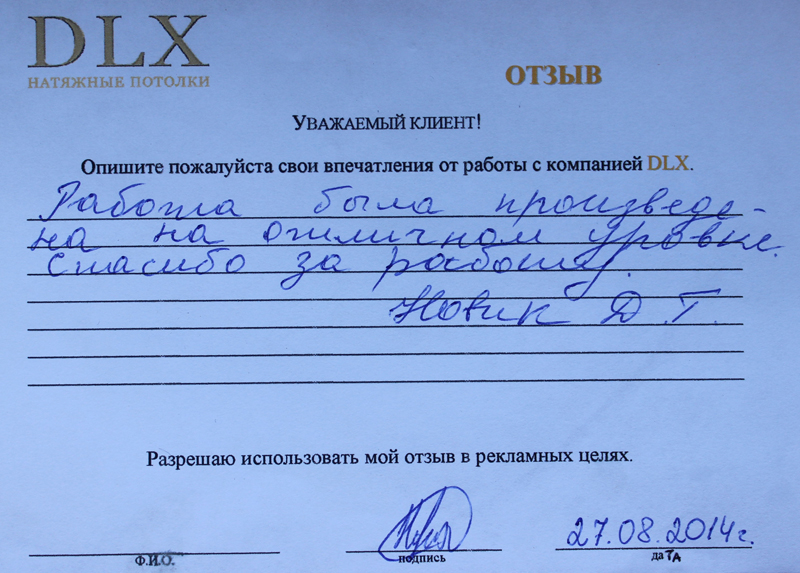 DLX
НАТЯЖНЫЕ ПОТОЛКИ
ОТЗЫВ
УВАЖАЕМЫЙ КЛИЕНТ!
Опишите пожалуйста свои впечатления от работы с компанией DLX.
Работа была произведе-
на на отличном уровне.
Спасибо за работу.
Новик Д. Г.
Разрешаю использовать мой отзыв в рекламных целях.
27.08.2014г.
Ф.И.О. подпись дата